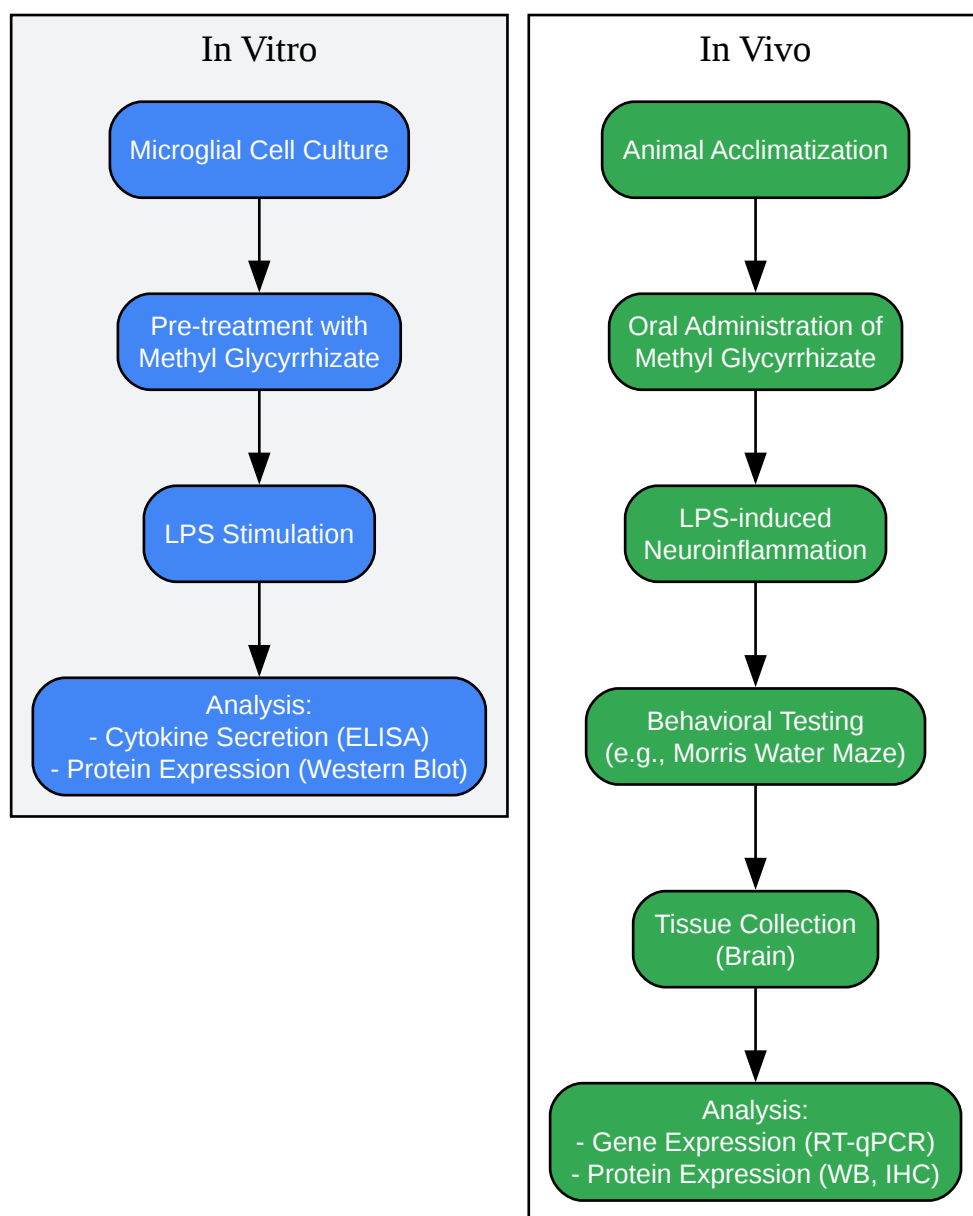 In Vitro
Microglial Cell Culture
Pre-treatment with
Methyl Glycyrrhizate
LPS Stimulation
Analysis:
- Cytokine Secretion (ELISA)
- Protein Expression (Western Blot)
In Vivo
Animal Acclimatization
Oral Administration of
Methyl Glycyrrhizate
LPS-induced
Neuroinflammation
Behavioral Testing
(e.g., Morris Water Maze)
Tissue Collection
(Brain)
Analysis:
- Gene Expression (RT-qPCR)
- Protein Expression (WB, IHC)